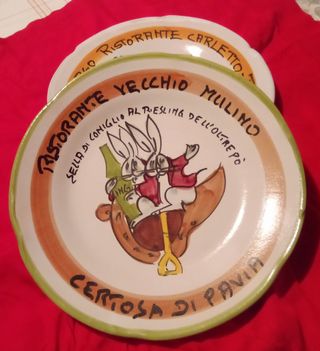 RISTORANTE CARLETTO
RISTORANTE VECCHIO MULINO
SELLA DI CONIGLIO AL RIESLING DELL'OLTREPÒ
CERTOSA DI PAVIA